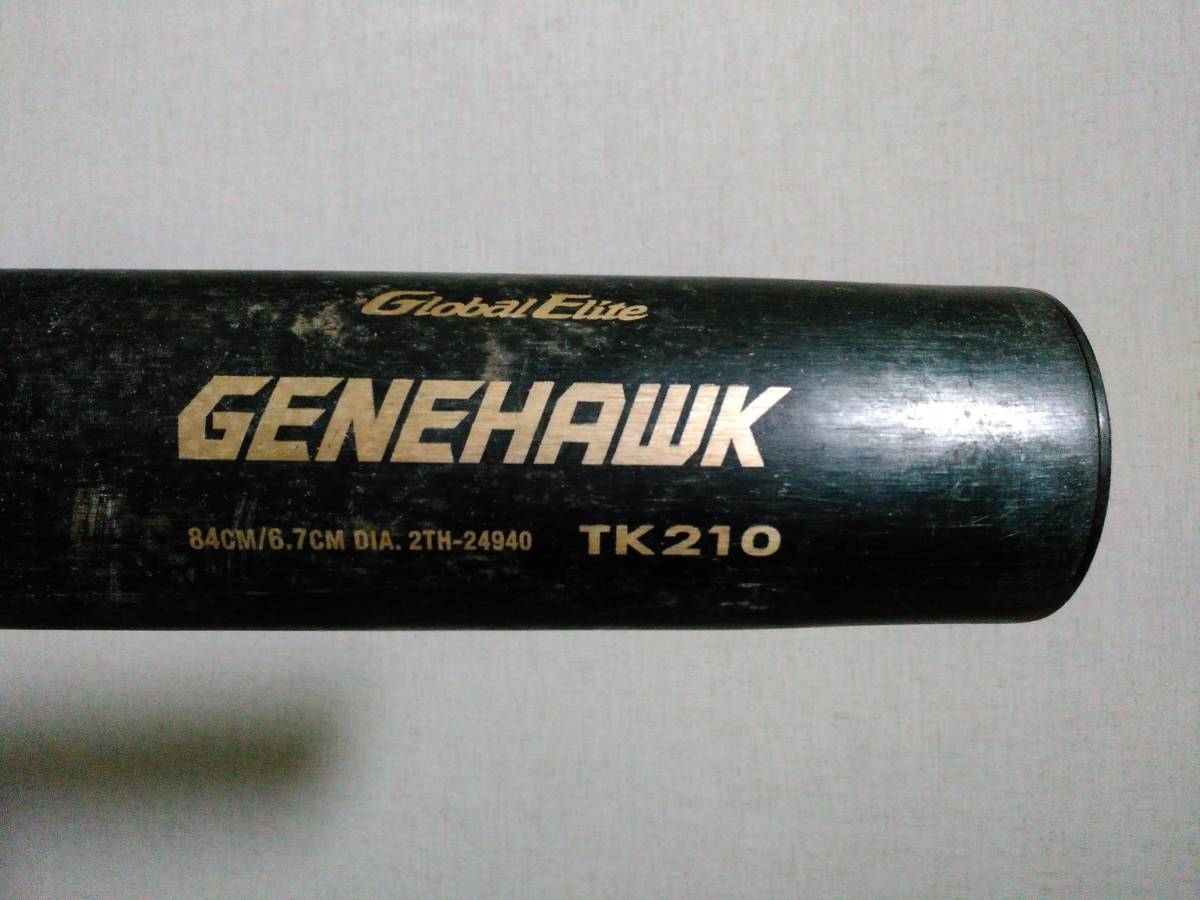 Global Elite
GENEHAWK
84CM/6.7CM DIA. 2TH-24940 TK210